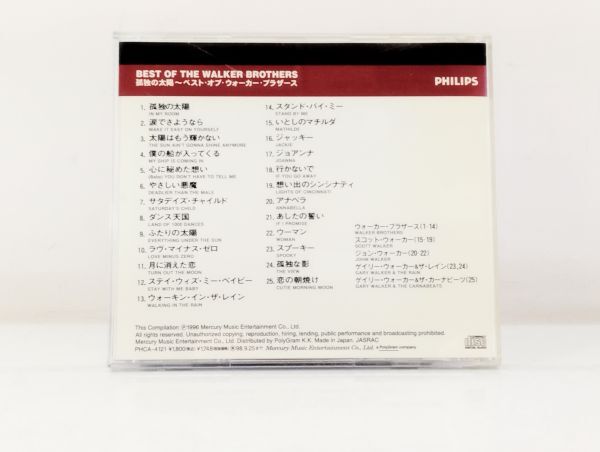 BEST OF THE WALKER BROTHERS
孤独の太陽〜ベスト・オブ・ウォーカー・ブラザース
PHILIPS
1. 孤独の太陽
IN MY ROOM
2. 涙でさようなら
MAKE IT EASY ON YOURSELF
3. 太陽はもう輝かない
THE SUN AIN'T GONNA SHINE ANYMORE
4. 僕の船が入ってくる
MY SHIP IS COMING IN
5. 心に秘めた想い
(Baby) YOU DON'T HAVE TO TELL ME
6. やさしい悪魔
DEADLIER THAN THE MALE
7. サタデイズ・チャイルド
SATURDAY'S CHILD
8. ダンス天国
LAND OF 1000 DANCES
9. ふたりの太陽
EVERYTHING UNDER THE SUN
10. ラヴ・マイナス・ゼロ
LOVE MINUS ZERO
11. 月に消えた恋
TURN OUT THE MOON
12. ステイ・ウィズ・ミー・ベイビー
STAY WITH ME BABY
13. ウォーキン・イン・ザ・レイン
WALKING IN THE RAIN
14. スタンド・バイ・ミー
STAND BY ME
15. いとしのマチルダ
MATHILDE
16. ジャッキー
JACKIE
17. ジョアンナ
JOANNA
18. 行かないで
IF YOU GO AWAY
19. 想い出のシンシナティ
LIGHTS OF CINCINNATI
20. アナベラ
ANNABELLA
21. あしたの誓い
IF I PROMISE
22. ウーマン
WOMAN
23. スプーキー
SPOOKY
24. 孤独な影
THE VIEW
25. 恋の朝焼け
CUTIE MORNING MOON
ウォーカー・ブラザース(1-14)
WALKER BROTHERS
スコット・ウォーカー(15-19)
SCOTT WALKER
ジョン・ウォーカー(20-22)
JOHN WALKER
ゲイリー・ウォーカー&ザ・レイン(23,24)
GARY WALKER & THE RAIN
ゲイリー・ウォーカー&ザ・カーナビーツ(25)
GARY WALKER & THE CARNABEATS
This Compilation: ℗1996 Mercury Music Entertainment Co., Ltd.
All rights reserved. Unauthorized copying, reproduction, hiring, lending, public performance and broadcasting prohibited.
Mercury Music Entertainment Co., Ltd. Distributed by PolyGram K.K. Made in Japan, JASRAC
PHCA-4121 ¥1,800(税込) ¥1,748(税抜価格) ℗98.9.25まで Mercury Music Entertainment Co., Ltd. a PolyGram company